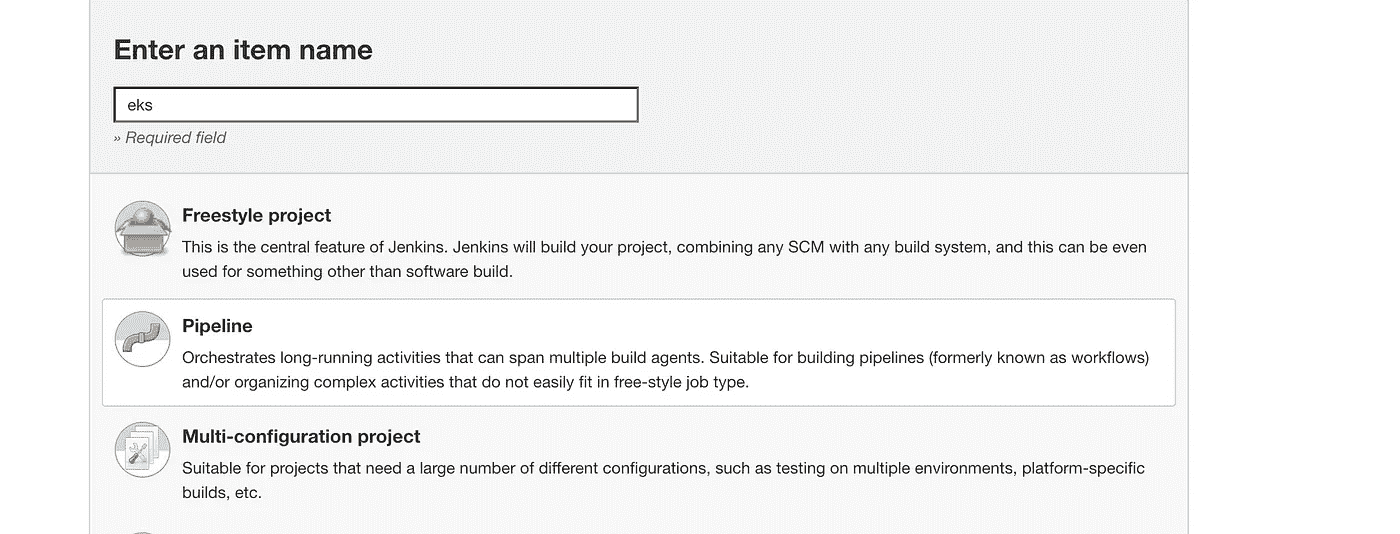 Enter an item name
eks
» Required field
Freestyle project
This is the central feature of Jenkins. Jenkins will build your project, combining any SCM with any build system, and this can be even
used for something other than software build.
Pipeline
Orchestrates long-running activities that can span multiple build agents. Suitable for building pipelines (formerly known as workflows)
and/or organizing complex activities that do not easily fit in free-style job type.
Multi-configuration project
Suitable for projects that need a large number of different configurations, such as testing on multiple environments, platform-specific
builds, etc.